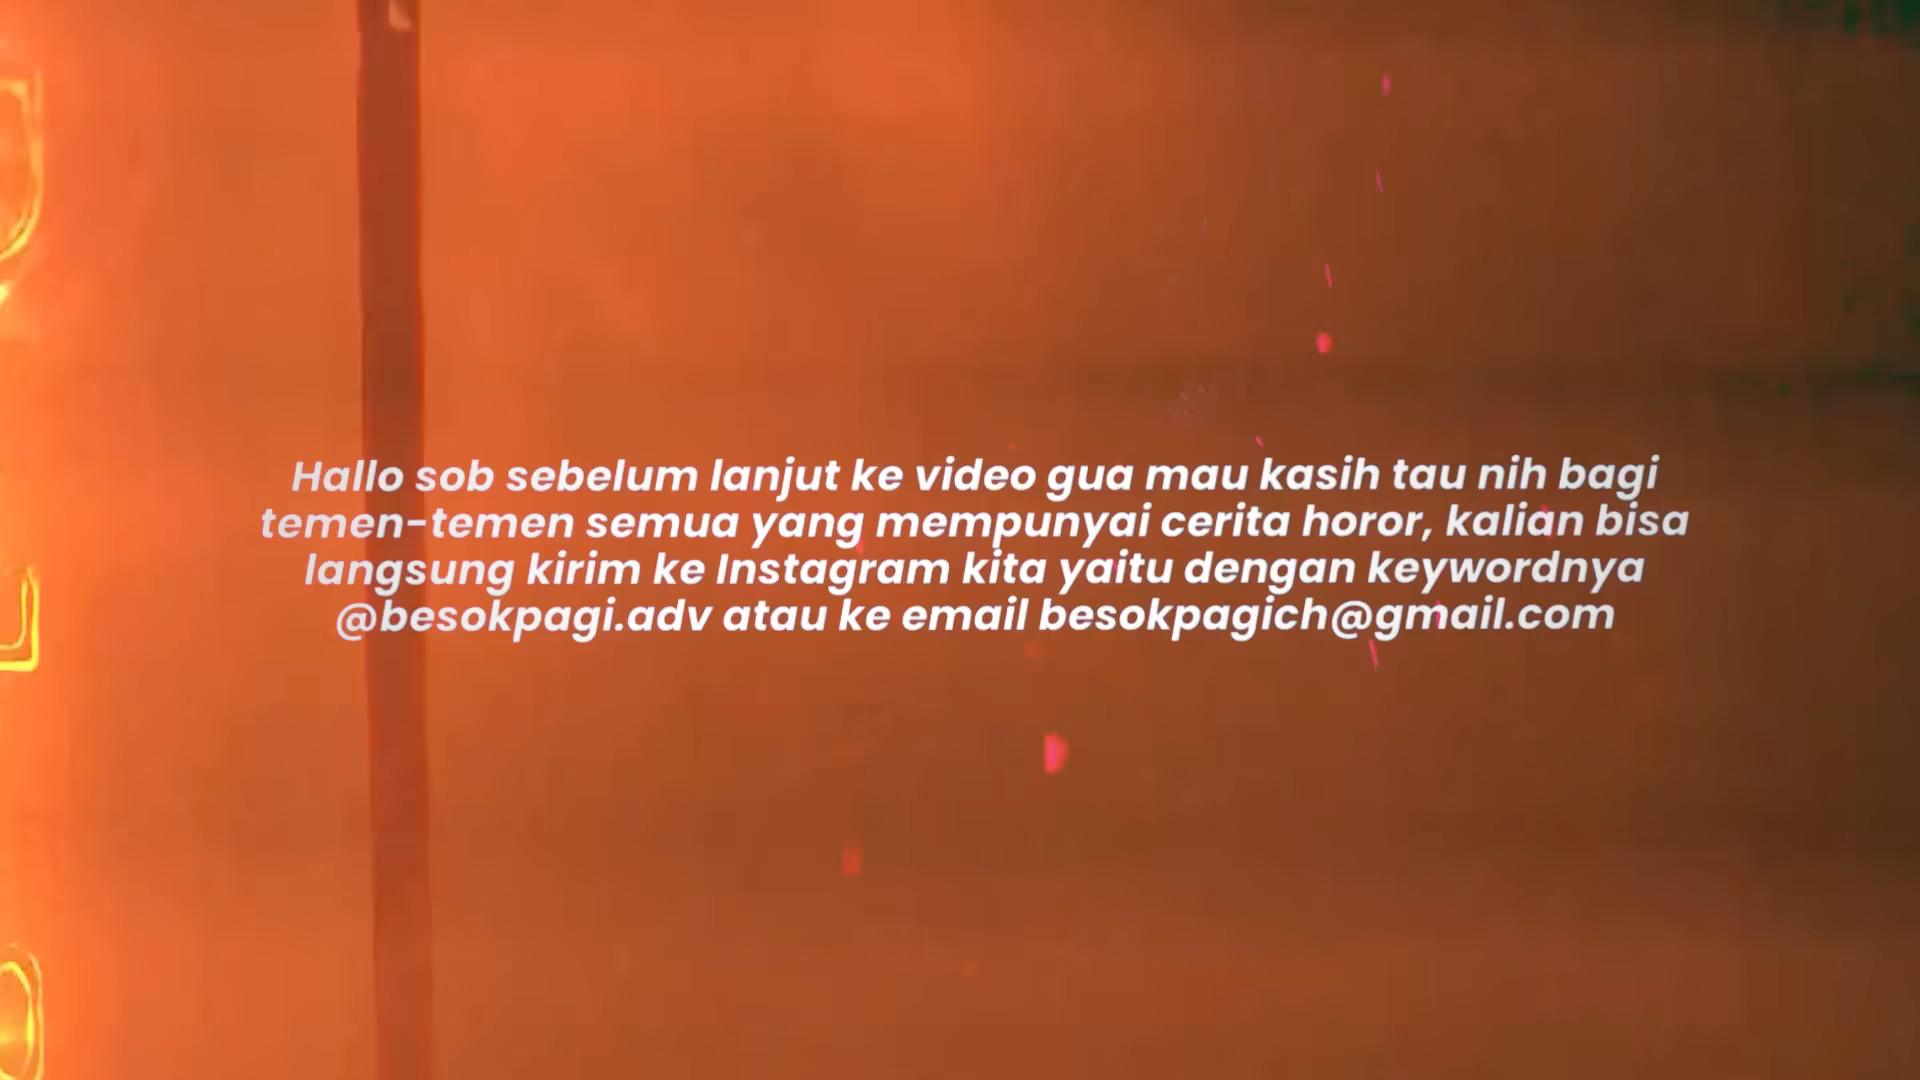 Hallo sob sebelum lanjut ke video gua mau kasih tau nih bagi
temen-temen semua yang mempunyai cerita horor, kalian bisa
langsung kirim ke Instagram kita yaitu dengan keywordnya
@besokpagi.adv atau ke email besokpagich@gmail.com